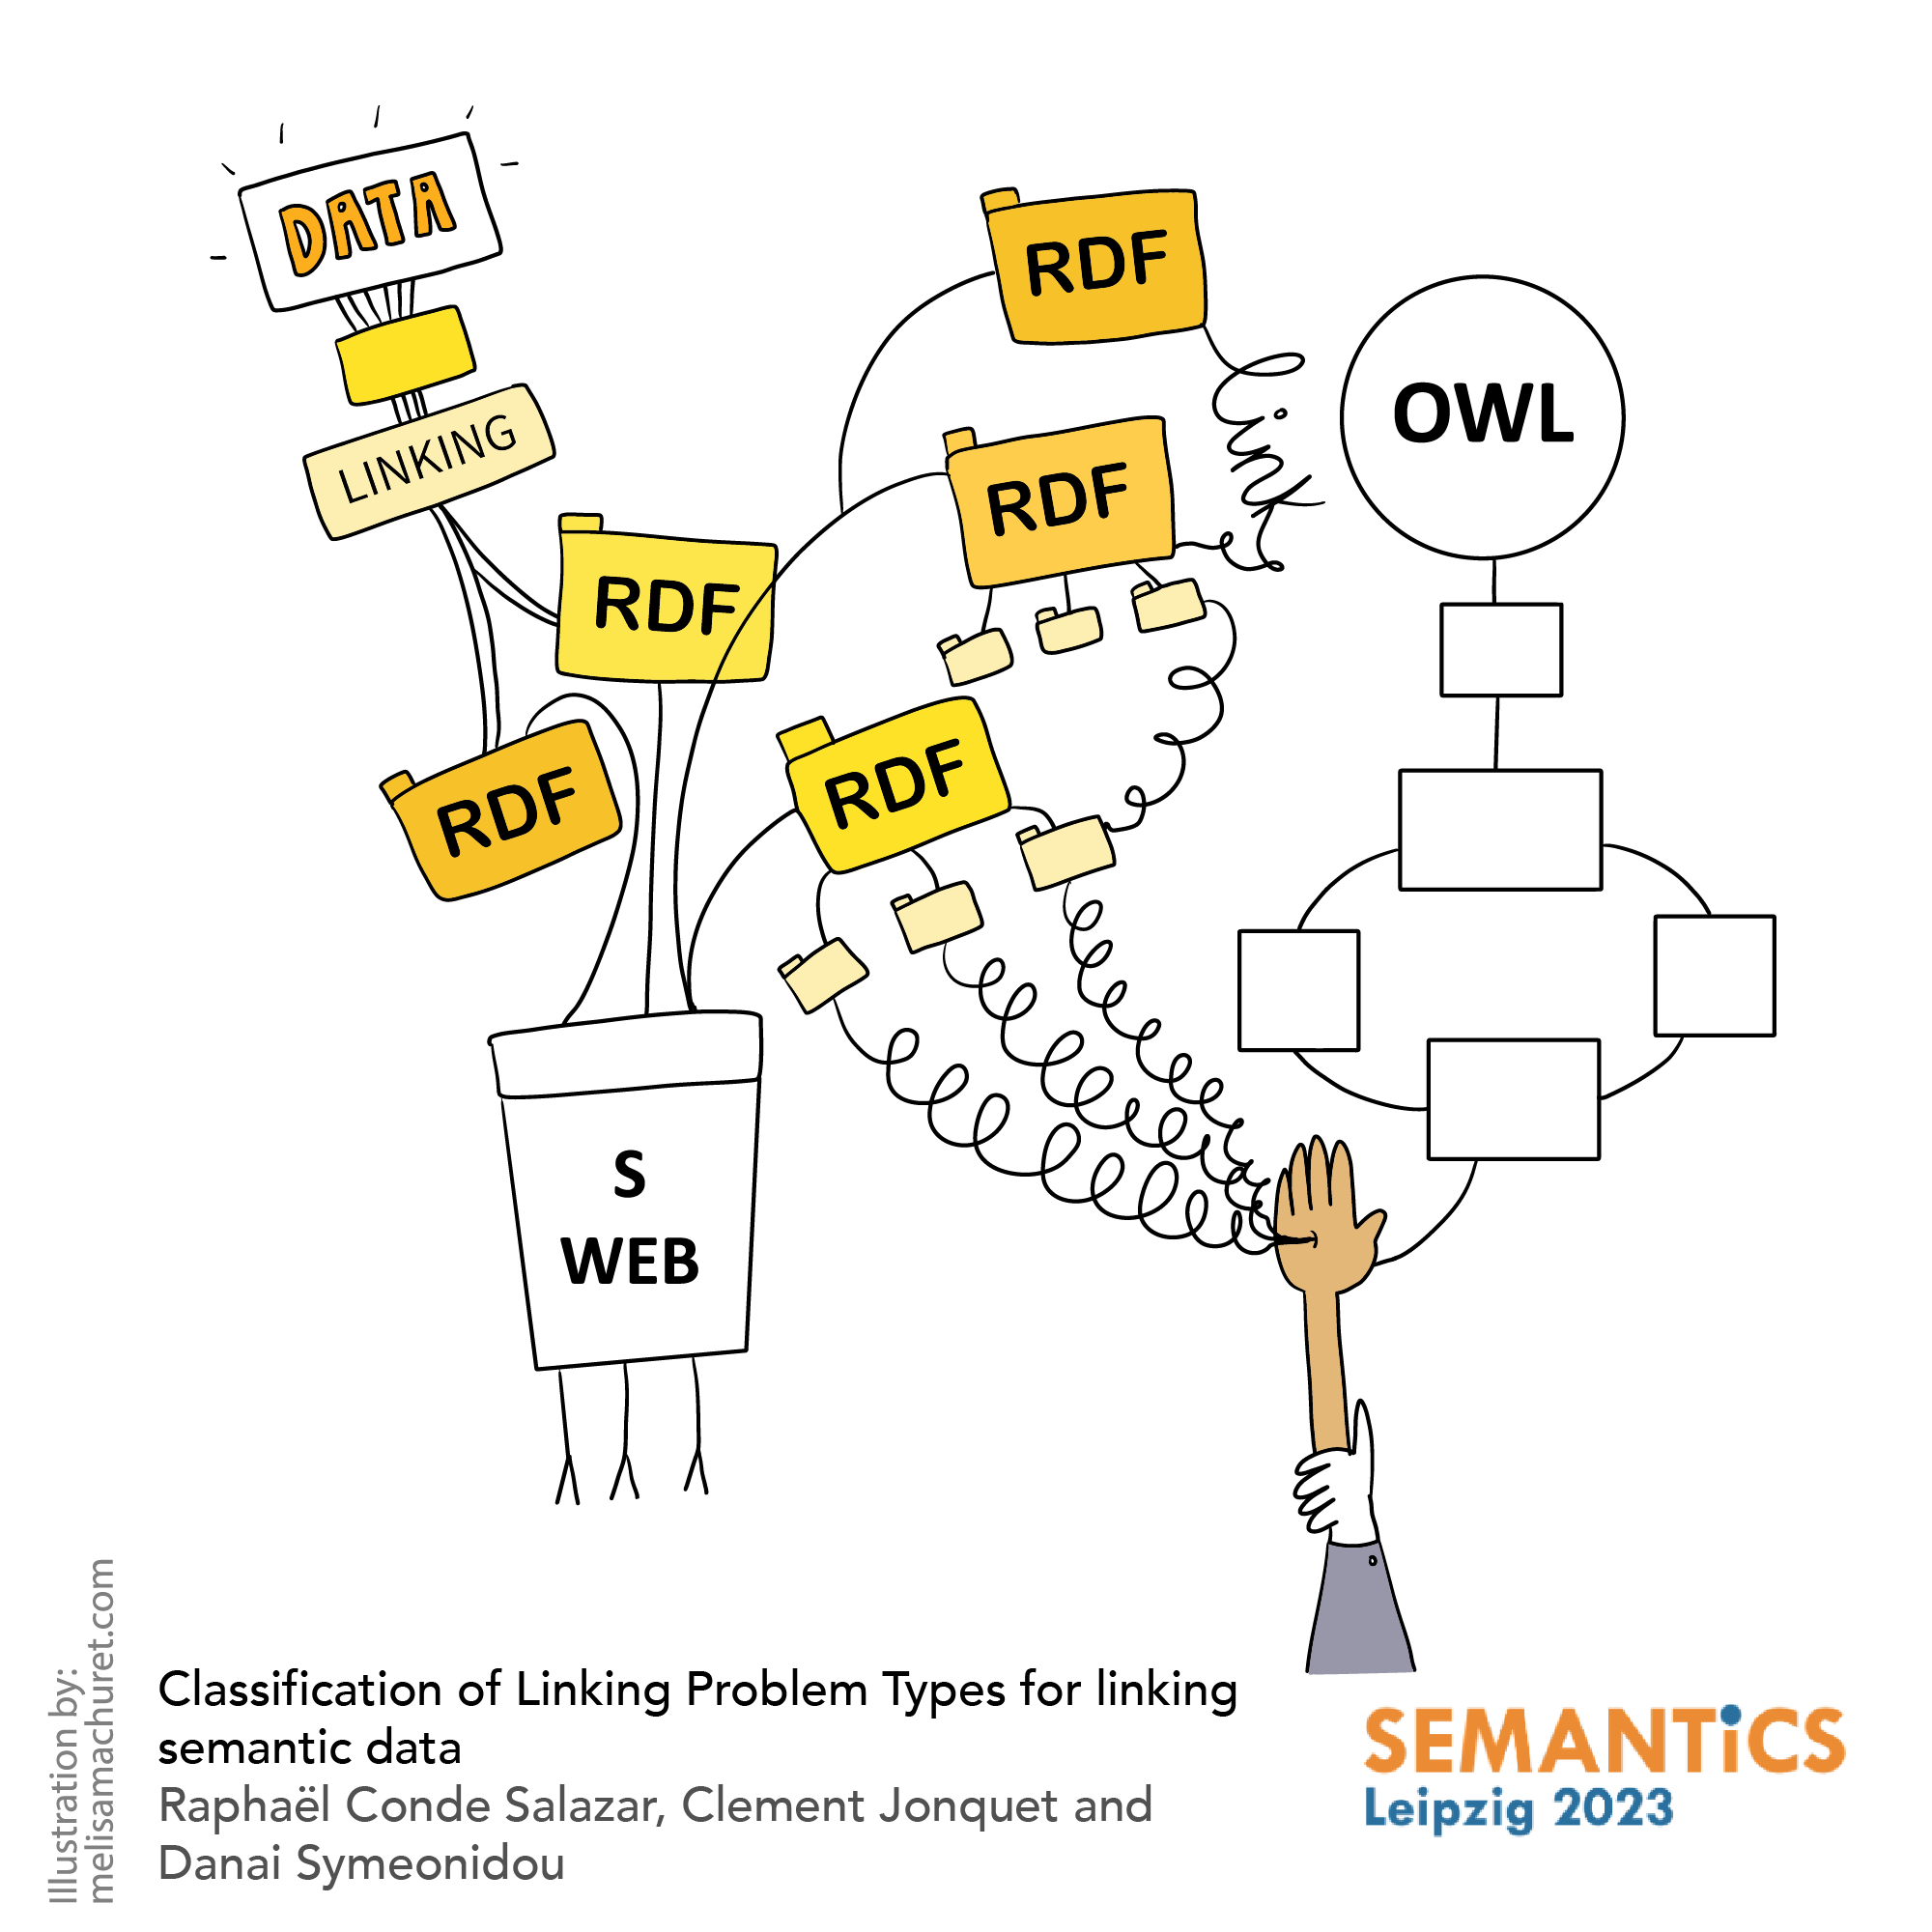 DATA
LINKING
RDF
RDF
RDF
RDF
RDF
link
OWL
S
WEB
Illustration by:
melisamachuret.com
Classification of Linking Problem Types for linking
semantic data
Raphaël Conde Salazar, Clement Jonquet and
Danai Symeonidou
SEMANTiCS
Leipzig 2023